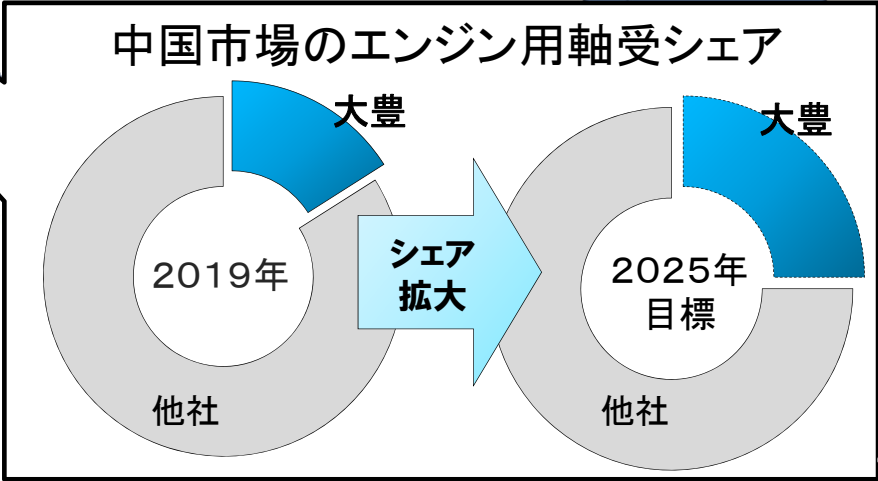 中国市場のエンジン用軸受シェア
大豊
2019年
他社
シェア
拡大
大豊
2025年
目標
他社